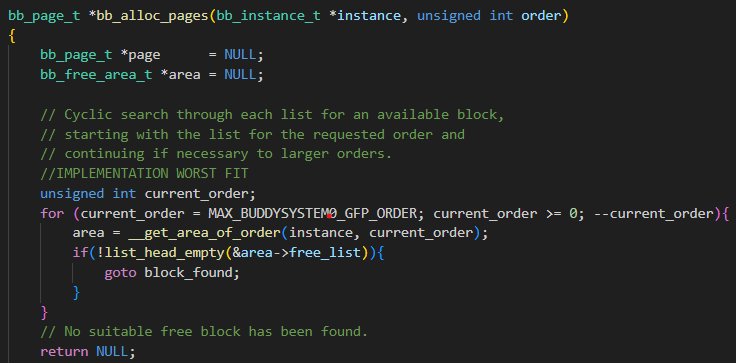 bb_page_t *bb_alloc_pages(bb_instance_t *instance, unsigned int order)
{
    bb_page_t *page      = NULL;
    bb_free_area_t *area = NULL;

    // Cyclic search through each list for an available block,
    // starting with the list for the requested order and
    // continuing if necessary to larger orders.
    //IMPLEMENTATION WORST FIT
    unsigned int current_order;
    for (current_order = MAX_BUDDYSYSTEM0_GFP_ORDER; current_order >= 0; --current_order){
        area = __get_area_of_order(instance, current_order);
        if(!list_head_empty(&area->free_list)){
            goto block_found;
        }
    }
    // No suitable free block has been found.
    return NULL;